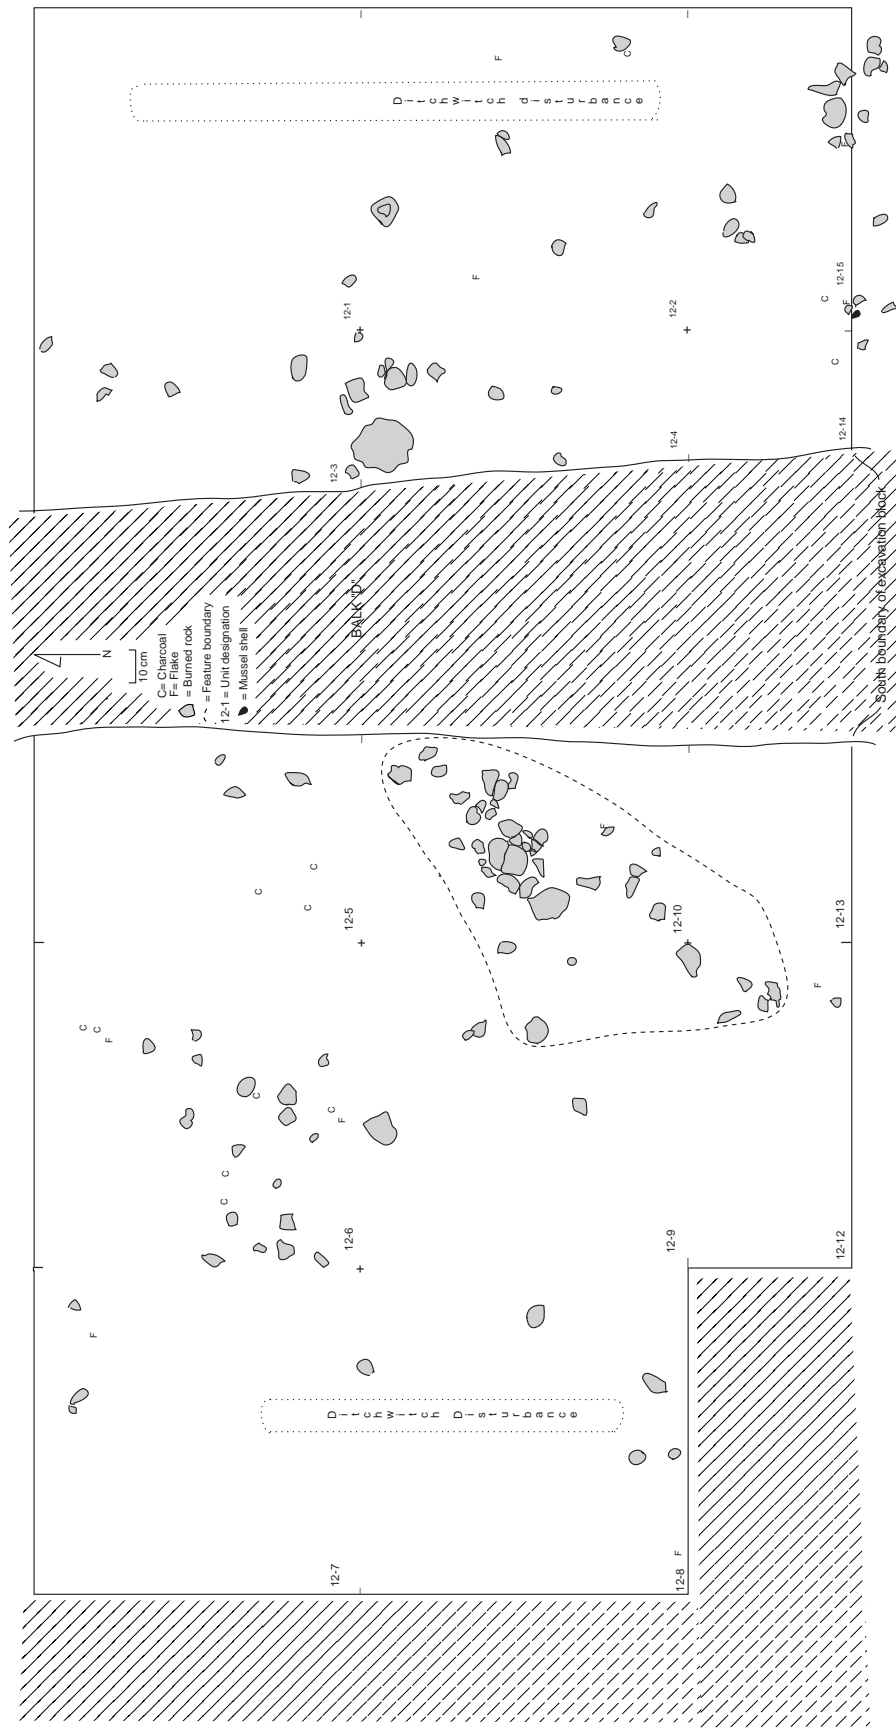 F
C
Ditchwitch disturbance
F
F
12-15
C
F
12-1
12-2
C
12-3
12-4
12-14
BALK "D"
South boundary of excavation block
N
10 cm
C= Charcoal
F= Flake
= Burned rock
= Feature boundary
12-1 = Unit designation
= Mussel shell
F
C
C
C
12-5
12-10
12-13
F
C
C
F
C
C
F
C
C
12-6
12-9
12-12
F
Ditchwitch Disturbance
12-7
12-8
F